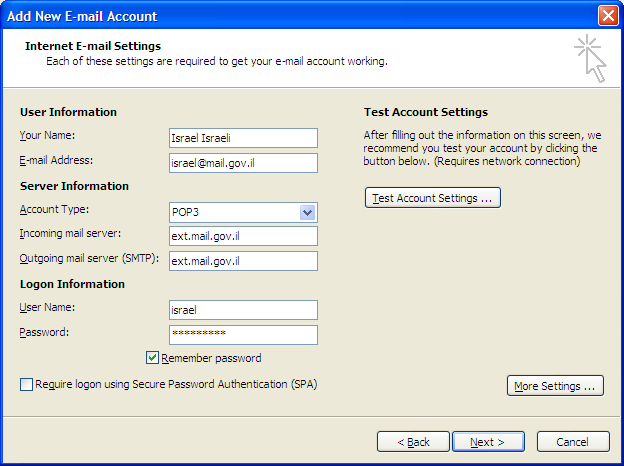 Add New E-mail Account
Internet E-mail Settings
Each of these settings are required to get your e-mail account working.
User Information
Your Name:
Israel Israeli
E-mail Address:
israel@mail.gov.il
Server Information
Account Type:
POP3
Incoming mail server:
ext.mail.gov.il
Outgoing mail server (SMTP):
ext.mail.gov.il
Logon Information
User Name:
israel
Password:
*********
Remember password
Require logon using Secure Password Authentication (SPA)
Test Account Settings
After filling out the information on this screen, we
recommend you test your account by clicking the
button below. (Requires network connection)
Test Account Settings ...
More Settings ...
< Back
Next >
Cancel